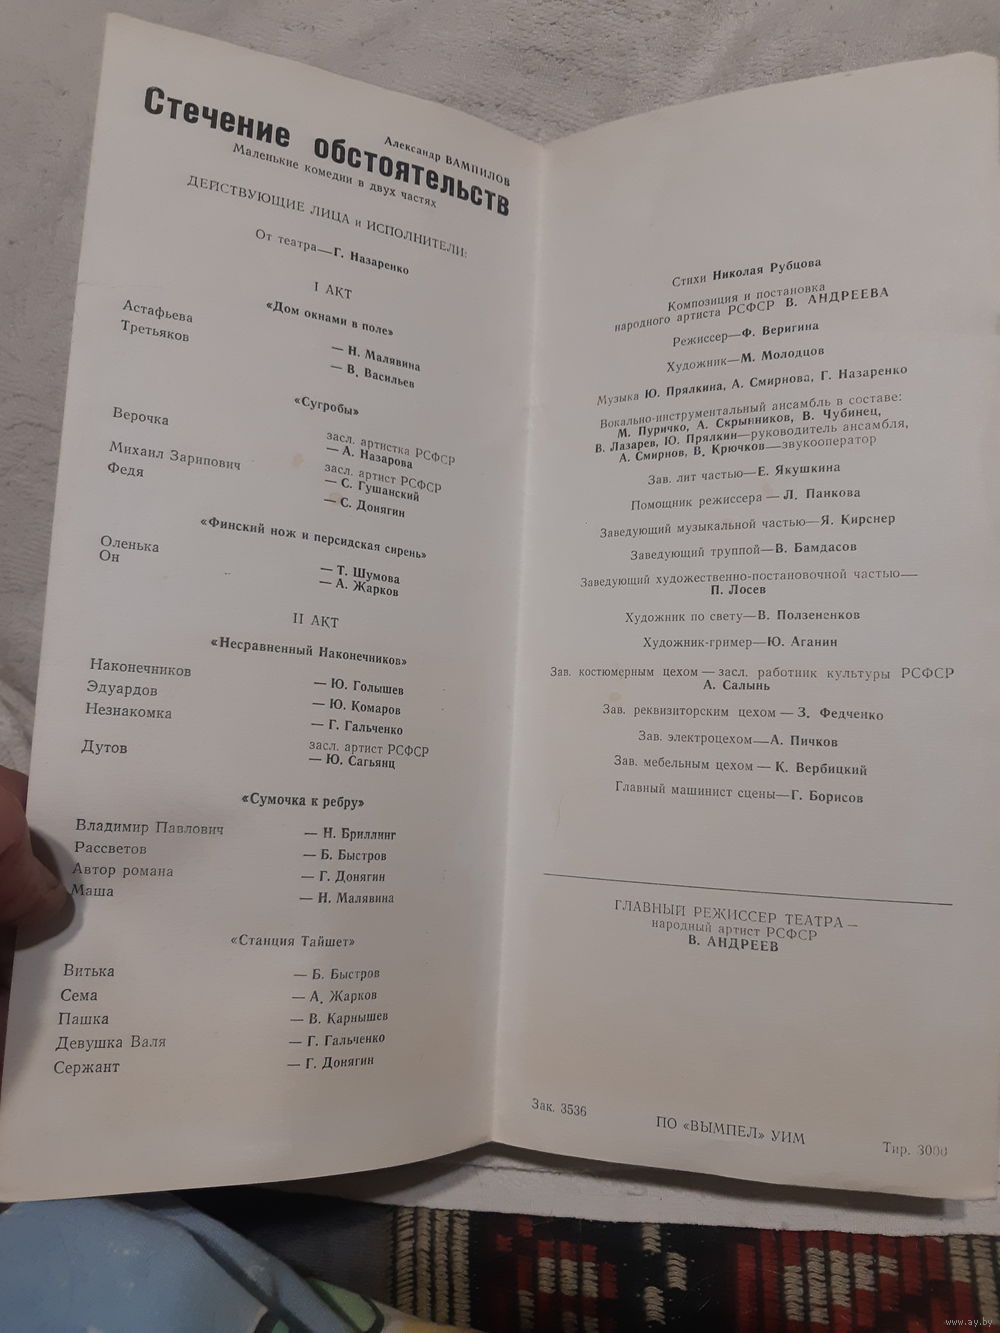 Александр ВАМПИЛОВ
Стечение обстоятельств
Маленькие комедии в двух частях
ДЕЙСТВУЮЩИЕ ЛИЦА и ИСПОЛНИТЕЛИ:
От театра—Г. Назаренко
I АКТ
«Дом окнами в поле»
Астафьева — Н. Малявина
Третьяков — В. Васильев
«Сугробы»
Верочка засл. артистка РСФСР
— А. Назарова
Михаил Зарипович засл. артист РСФСР
— С. Гушанский
Федя — С. Донягин
«Финский нож и персидская сирень»
Оленька — Т. Шумова
Он — А. Жарков
II АКТ
«Несравненный Наконечников»
Наконечников — Ю. Голышев
Эдуардов — Ю. Комаров
Незнакомка — Г. Гальченко
Дутов засл. артист РСФСР
— Ю. Сагьянц
«Сумочка к ребру»
Владимир Павлович — Н. Бриллинг
Рассветов — Б. Быстров
Автор романа — Г. Донягин
Маша — Н. Малявина
«Станция Тайшет»
Витька — Б. Быстров
Сема — А. Жарков
Пашка — В. Карнышев
Девушка Валя — Г. Гальченко
Сержант — Г. Донягин
Стихи Николая Рубцова
Композиция и постановка
народного артиста РСФСР В. АНДРЕЕВА
Режиссер—Ф. Веригина
Художник—М. Молодцов
Музыка Ю. Прялкина, А. Смирнова, Г. Назаренко
Вокально-инструментальный ансамбль в составе:
М. Пуричко, А. Скрынников, В. Чубинец,
В. Лазарев, Ю. Прялкин—руководитель ансамбля,
А. Смирнов, В. Крючков—звукооператор
Зав. лит частью—Е. Якушкина
Помощник режиссера — Л. Панкова
Заведующий музыкальной частью—Я. Кирснер
Заведующий труппой—В. Бамдасов
Заведующий художественно-постановочной частью—
П. Лосев
Художник по свету—В. Ползененков
Художник-гример—Ю. Аганин
Зав. костюмерным цехом — засл. работник культуры РСФСР
А. Салынь
Зав. реквизиторским цехом — З. Федченко
Зав. электроцехом—А. Пичков
Зав. мебельным цехом — К. Вербицкий
Главный машинист сцены—Г. Борисов
ГЛАВНЫЙ РЕЖИССЕР ТЕАТРА —
народный артист РСФСР
В. АНДРЕЕВ
Зак. 3536 ПО «ВЫМПЕЛ» УИМ Тир. 3000
www.ay.by